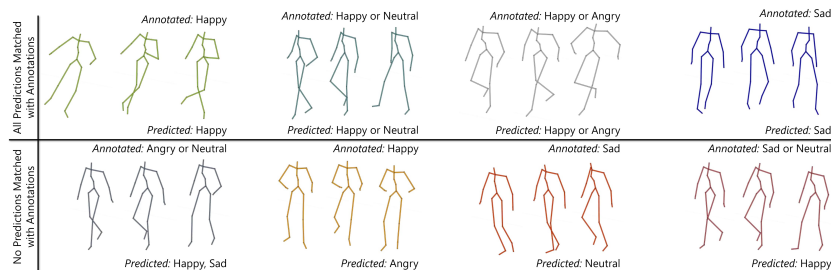 All Predictions Matched
with Annotations
Annotated: Happy
Predicted: Happy
Annotated: Happy or Neutral
Predicted: Happy or Neutral
Annotated: Happy or Angry
Predicted: Happy or Angry
Annotated: Sad
Predicted: Sad
No Predictions Matched
with Annotations
Annotated: Angry or Neutral
Predicted: Happy, Sad
Annotated: Happy
Predicted: Angry
Annotated: Sad
Predicted: Neutral
Annotated: Sad or Neutral
Predicted: Happy